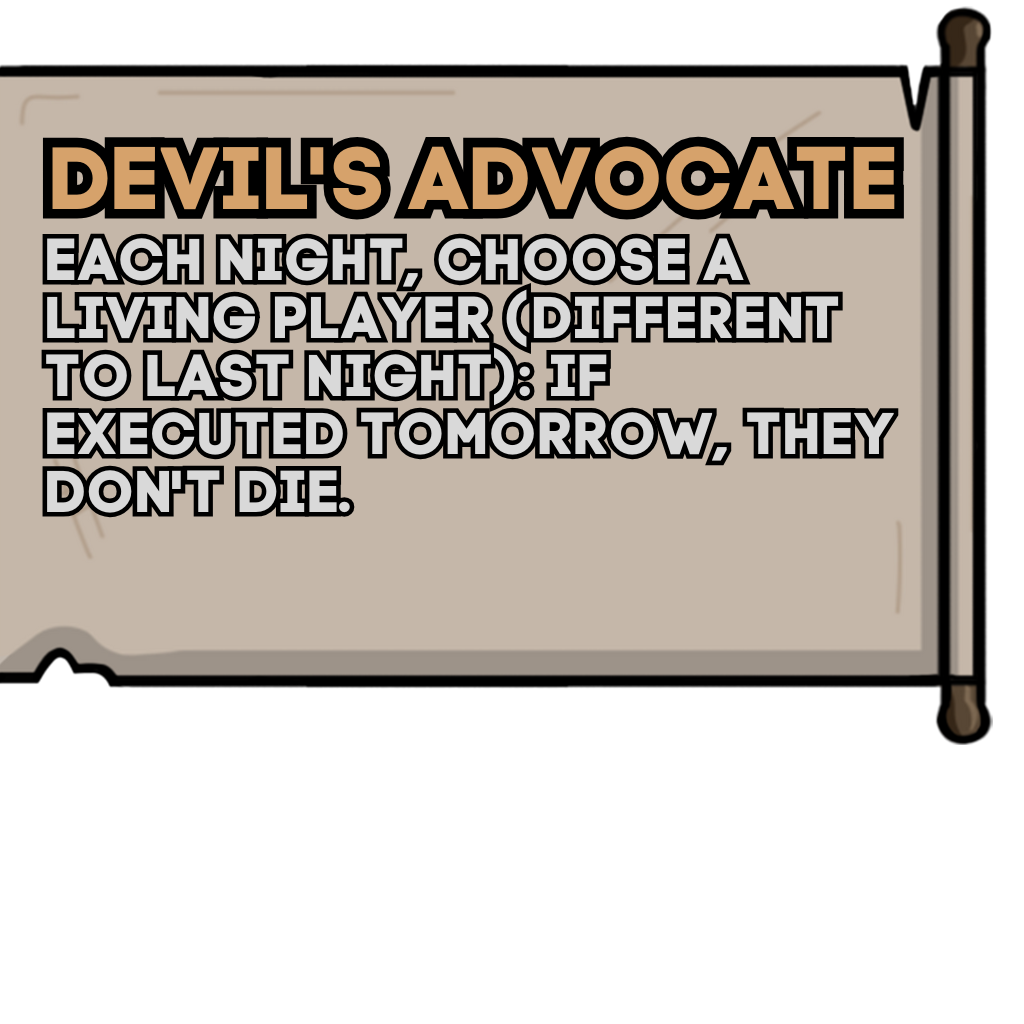 DEVIL'S ADVOCATE
EACH NIGHT, CHOOSE A
LIVING PLAYER (DIFFERENT
TO LAST NIGHT): IF
EXECUTED TOMORROW, THEY
DON'T DIE.